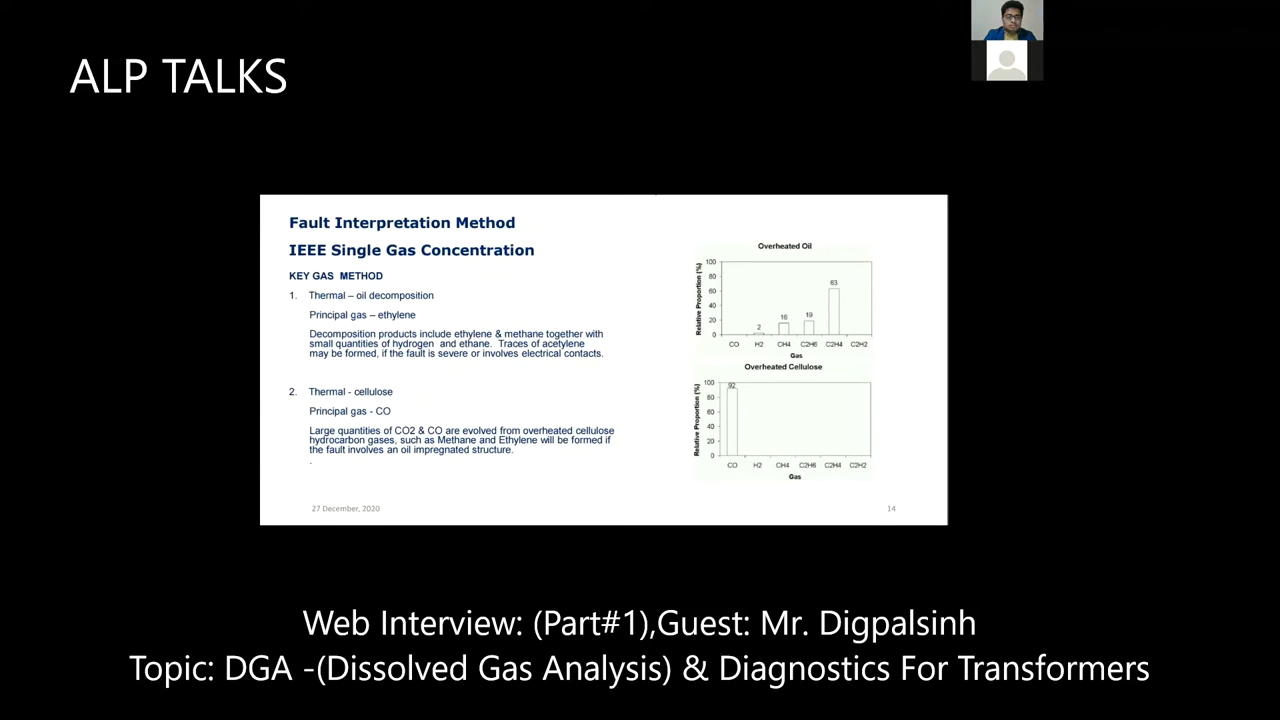 ALP TALKS
Fault Interpretation Method
IEEE Single Gas Concentration
KEY GAS METHOD
1. Thermal – oil decomposition
Principal gas – ethylene
Decomposition products include ethylene & methane together with
small quantities of hydrogen and ethane. Traces of acetylene
may be formed, if the fault is severe or involves electrical contacts.
2. Thermal - cellulose
Principal gas - CO
Large quantities of CO2 & CO are evolved from overheated cellulose
hydrocarbon gases, such as Methane and Ethylene will be formed if
the fault involves an oil impregnated structure.
.
Overheated Oil
Relative Proportion (%)
100
80
60
40
20
0
2
16
19
63
CO H2 CH4 C2H6 C2H4 C2H2
Gas
Overheated Cellulose
Relative Proportion (%)
100
80
60
40
20
0
92
CO H2 CH4 C2H6 C2H4 C2H2
Gas
27 December, 2020
14
Web Interview: (Part#1),Guest: Mr. Digpalsinh
Topic: DGA -(Dissolved Gas Analysis) & Diagnostics For Transformers